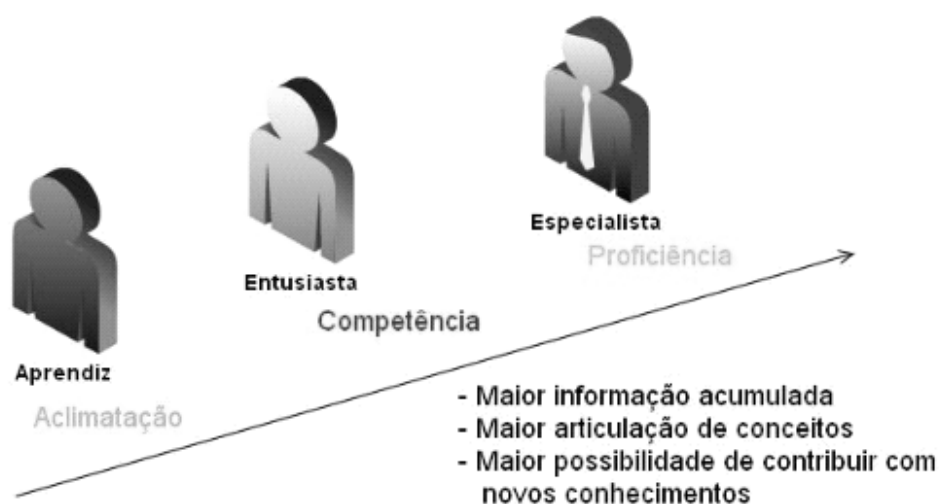 Especialista
Proficiência
Entusiasta
Competência
Aprendiz
Aclimatação
- Maior informação acumulada
- Maior articulação de conceitos
- Maior possibilidade de contribuir com
novos conhecimentos